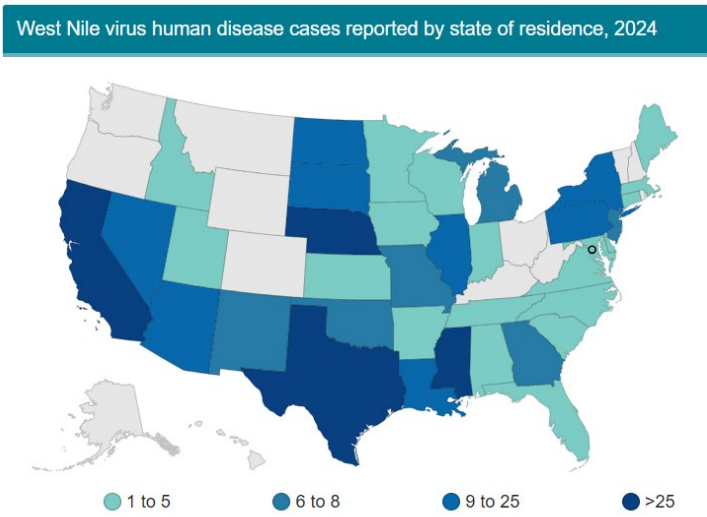 West Nile virus human disease cases reported by state of residence, 2024
1 to 5
6 to 8
9 to 25
>25